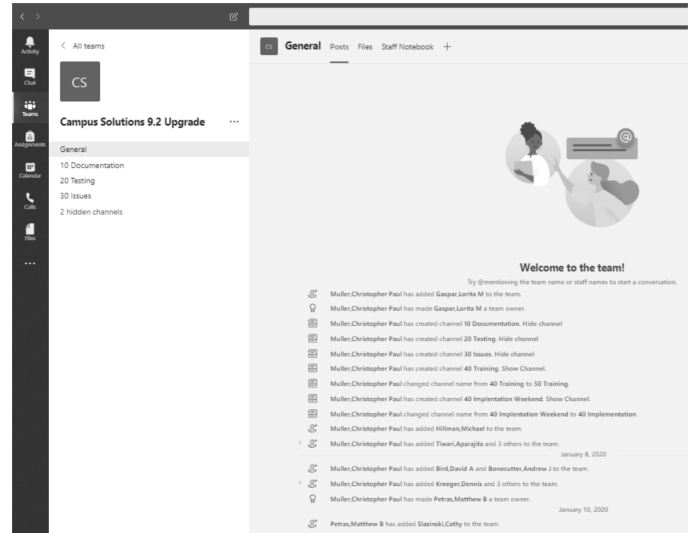 Activity
Chat
Teams
Assignments
Calendar
Calls
Files
All teams
CS
Campus Solutions 9.2 Upgrade
General
10 Documentation
20 Testing
30 Issues
2 hidden channels
CS General Posts Files Staff Notebook +
@
Welcome to the team!
Try @mentioning the team name or staff names to start a conversation.
Muller,Christopher Paul has added Gaspar,Lorita M to the team.
Muller,Christopher Paul has made Gaspar,Lorita M a team owner.
Muller,Christopher Paul has created channel 10 Documentation. Hide channel
Muller,Christopher Paul has created channel 20 Testing. Hide channel
Muller,Christopher Paul has created channel 30 Issues. Hide channel
Muller,Christopher Paul has created channel 40 Training. Show Channel.
Muller,Christopher Paul changed channel name from 40 Training to 50 Training.
Muller,Christopher Paul has created channel 40 Implentation Weekend. Show Channel.
Muller,Christopher Paul changed channel name from 40 Implentation Weekend to 40 Implementation.
Muller,Christopher Paul has added Hillman,Michael to the team.
Muller,Christopher Paul has added Tiwari,Aparajita and 3 others to the team.
January 8, 2020
Muller,Christopher Paul has added Bird,David A and Bonecutter,Andrew J to the team.
Muller,Christopher Paul has added Kreeger,Dennis and 3 others to the team.
Muller,Christopher Paul has made Petras,Matthew B a team owner.
January 10, 2020
Petras,Matthew B has added Slazinski,Cathy to the team.